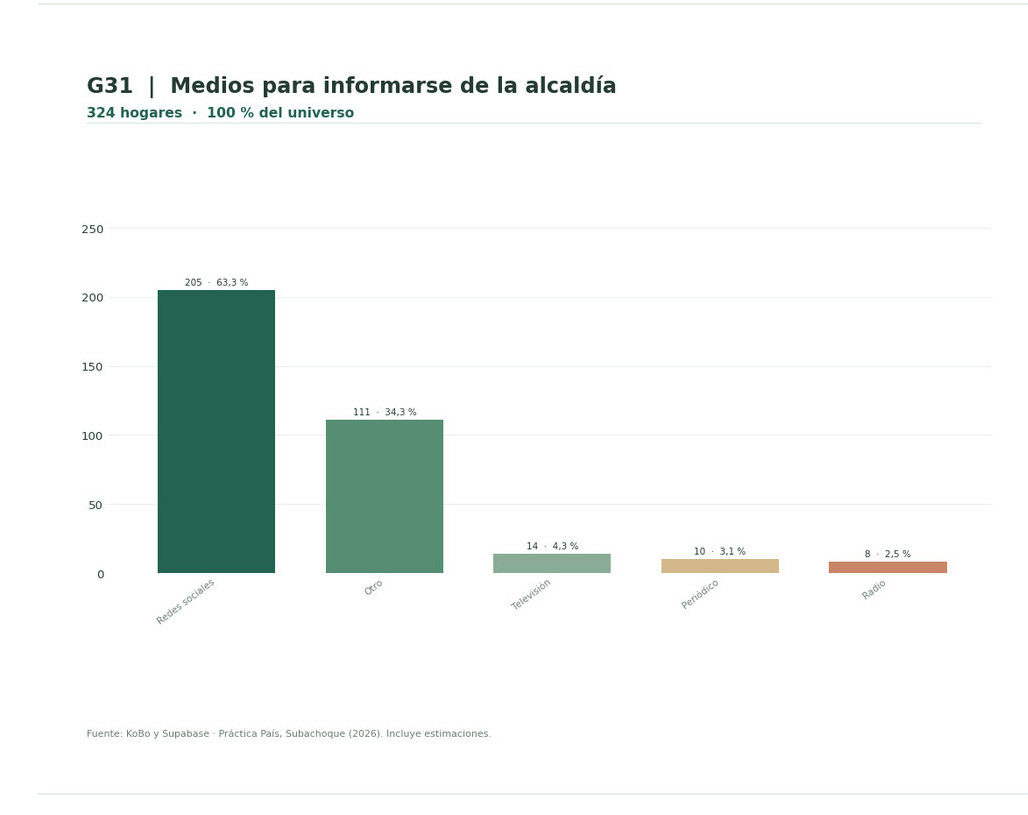 G31 | Medios para informarse de la alcaldía
324 hogares · 100 % del universo
250
200
150
100
50
0
205 · 63,3 %
111 · 34,3 %
14 · 4,3 %
10 · 3,1 %
8 · 2,5 %
Redes sociales
Otro
Televisión
Periódico
Radio
Fuente: KoBo y Supabase · Práctica País, Subachoque (2026). Incluye estimaciones.